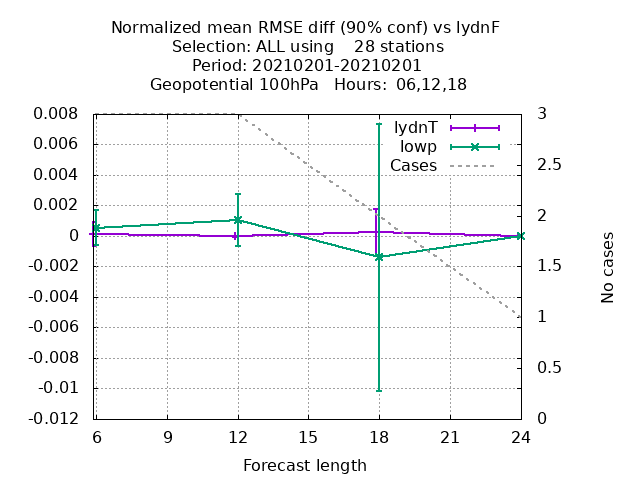 Normalized mean RMSE diff (90% conf) vs lydnF
Selection: ALL using    28 stations
Period: 20210201-20210201
Geopotential 100hPa   Hours:  06,12,18
0.008
0.006
0.004
0.002
0
-0.002
-0.004
-0.006
-0.008
-0.01
-0.012
lydnT
lowp
Cases
3
2.5
2
1.5
1
0.5
0
No cases
6 9 12 15 18 21 24
Forecast length